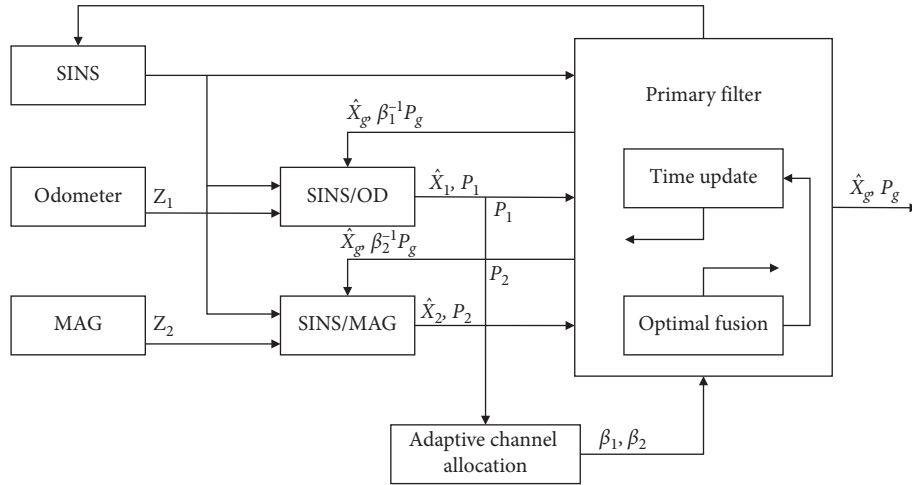 SINS
Primary filter
X̂g, β₁⁻¹Pg
Odometer
Z₁
SINS/OD
X̂₁, P₁
P₁
Time update
X̂g, Pg
X̂g, β₂⁻¹Pg
P₂
MAG
Z₂
SINS/MAG
X̂₂, P₂
Optimal fusion
Adaptive channel
allocation
β₁, β₂